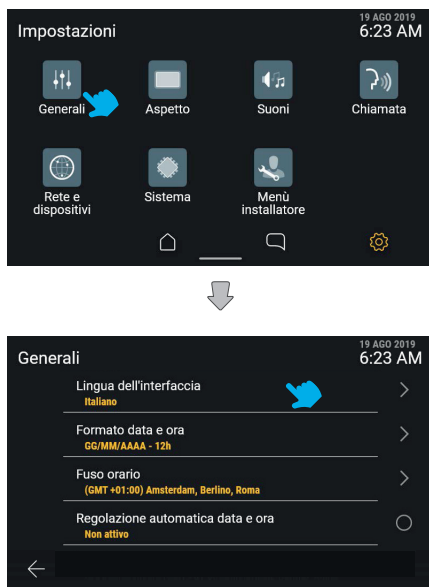 Impostazioni
19 AGO 2019
6:23 AM
Generali
Aspetto
Suoni
Chiamata
Rete e
dispositivi
Sistema
Menù
installatore
Generali
19 AGO 2019
6:23 AM
Lingua dell'interfaccia
Italiano
Formato data e ora
GG/MM/AAAA - 12h
Fuso orario
(GMT +01:00) Amsterdam, Berlino, Roma
Regolazione automatica data e ora
Non attivo